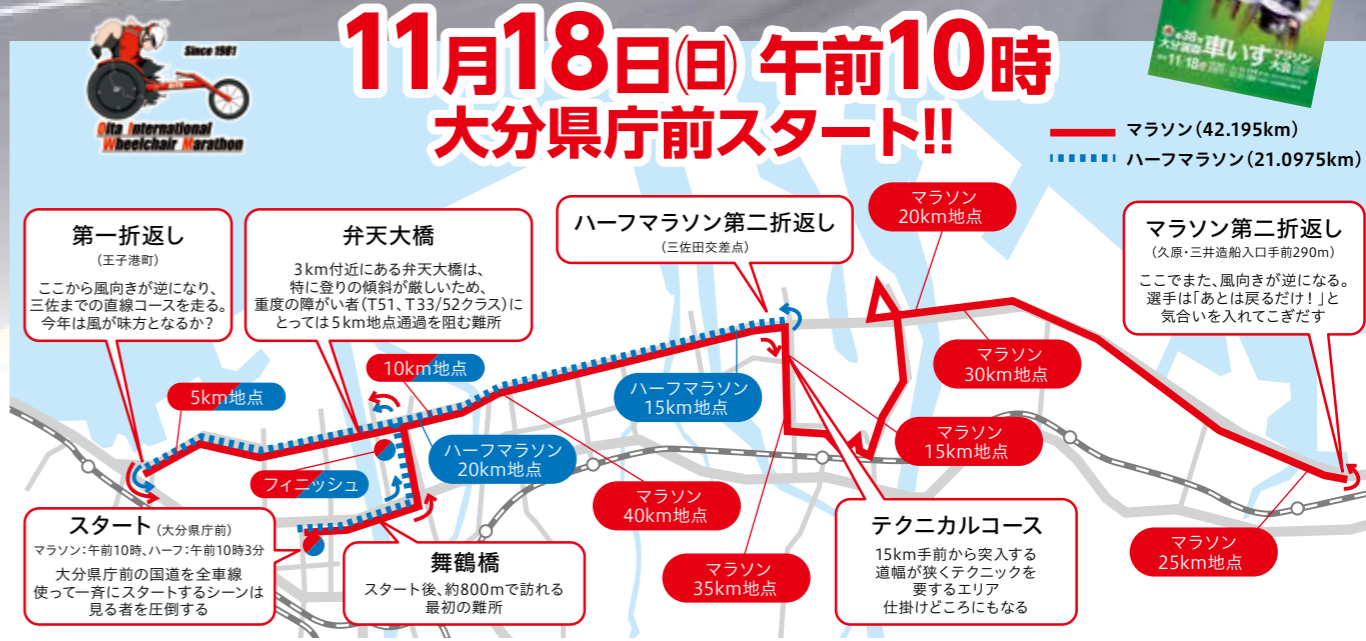 Since 1981
Oita International
Wheelchair Marathon
11月18日(日) 午前10時
大分県庁前スタート!!
第38回
大分国際
車いす
マラソン
大会
11/18
マラソン(42.195km)
ハーフマラソン(21.0975km)
第一折返し
(王子港町)
ここから風向きが逆になり、
三佐までの直線コースを走る。
今年は風が味方となるか?
弁天大橋
3km付近にある弁天大橋は、
特に登りの傾斜が厳しいため、
重度の障がい者(T51、T33/52クラス)に
とっては5km地点通過を阻む難所
ハーフマラソン第二折返し
(三佐田交差点)
マラソン
20km地点
マラソン第二折返し
(久原・三井造船入口手前290m)
ここでまた、風向きが逆になる。
選手は「あとは戻るだけ!」と
気合いを入れてこぎだす
5km地点
10km地点
ハーフマラソン
15km地点
マラソン
30km地点
ハーフマラソン
20km地点
マラソン
15km地点
フィニッシュ
マラソン
40km地点
スタート(大分県庁前)
マラソン:午前10時、ハーフ:午前10時3分
大分県庁前の国道を全車線
使って一斉にスタートするシーンは
見る者を圧倒する
舞鶴橋
スタート後、約800mで訪れる
最初の難所
マラソン
35km地点
テクニカルコース
15km手前から突入する
道幅が狭くテクニックを
要するエリア
仕掛けどころにもなる
マラソン
25km地点